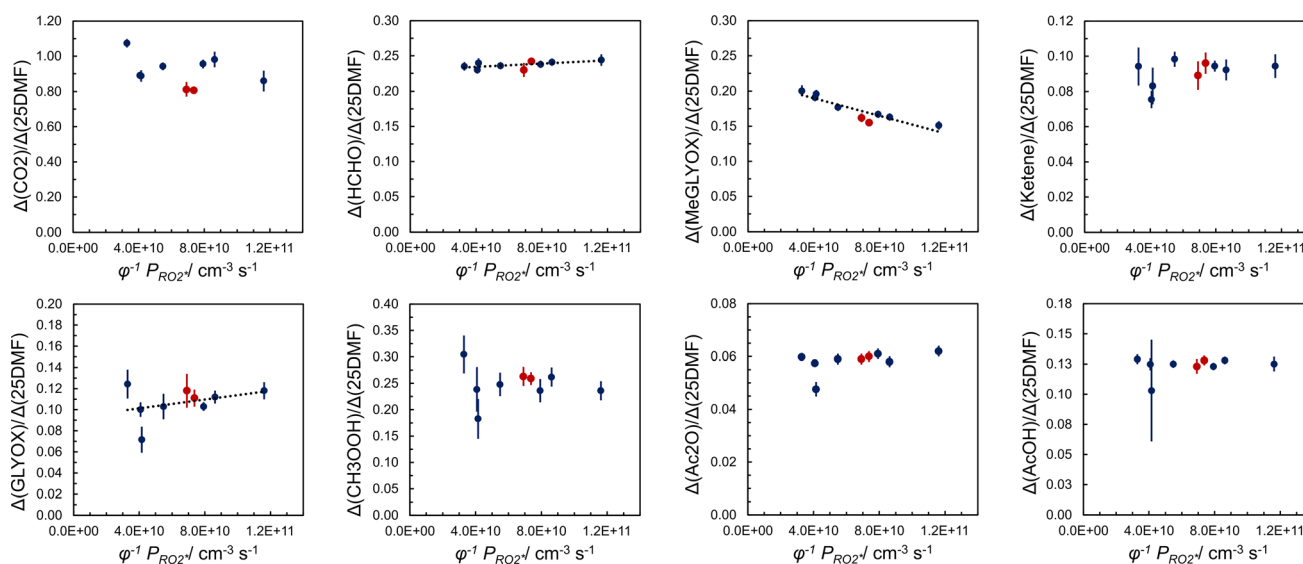 Δ(CO2)/Δ(25DMF)
1.20
1.00
0.80
0.60
0.40
0.20
0.00
0.0E+00 4.0E+10 8.0E+10 1.2E+11
φ⁻¹ P_RO2*/ cm⁻³ s⁻¹
Δ(HCHO)/Δ(25DMF)
0.30
0.25
0.20
0.15
0.10
0.05
0.00
0.0E+00 4.0E+10 8.0E+10 1.2E+11
φ⁻¹ P_RO2*/ cm⁻³ s⁻¹
Δ(MeGLYOX)/Δ(25DMF)
0.30
0.25
0.20
0.15
0.10
0.05
0.00
0.0E+00 4.0E+10 8.0E+10 1.2E+11
φ⁻¹ P_RO2*/ cm⁻³ s⁻¹
Δ(Ketene)/Δ(25DMF)
0.12
0.10
0.08
0.06
0.04
0.02
0.00
0.0E+00 4.0E+10 8.0E+10 1.2E+11
φ⁻¹ P_RO2*/ cm⁻³ s⁻¹
Δ(GLYOX)/Δ(25DMF)
0.20
0.18
0.16
0.14
0.12
0.10
0.08
0.06
0.04
0.02
0.00
0.0E+00 4.0E+10 8.0E+10 1.2E+11
φ⁻¹ P_RO2*/ cm⁻³ s⁻¹
Δ(CH3OOH)/Δ(25DMF)
0.40
0.35
0.30
0.25
0.20
0.15
0.10
0.05
0.00
0.0E+00 4.0E+10 8.0E+10 1.2E+11
φ⁻¹ P_RO2*/ cm⁻³ s⁻¹
Δ(Ac2O)/Δ(25DMF)
0.08
0.06
0.04
0.02
0.00
0.0E+00 4.0E+10 8.0E+10 1.2E+11
φ⁻¹ P_RO2*/ cm⁻³ s⁻¹
Δ(AcOH)/Δ(25DMF)
0.18
0.15
0.13
0.10
0.08
0.05
0.03
0.00
0.0E+00 4.0E+10 8.0E+10 1.2E+11
φ⁻¹ P_RO2*/ cm⁻³ s⁻¹